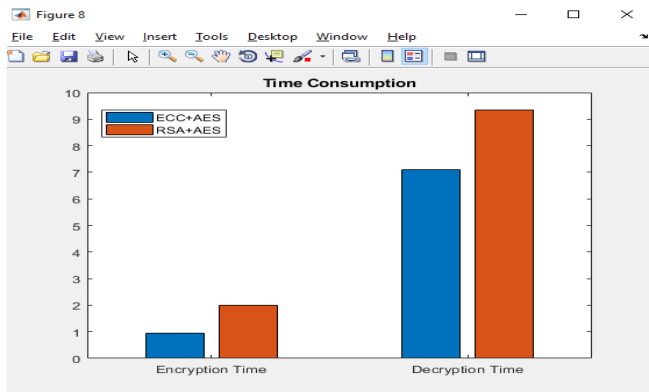 Figure 8
File Edit View Insert Tools Desktop Window Help
Time Consumption
10
9
8
7
6
5
4
3
2
1
0
ECC+AES
RSA+AES
Encryption Time
Decryption Time